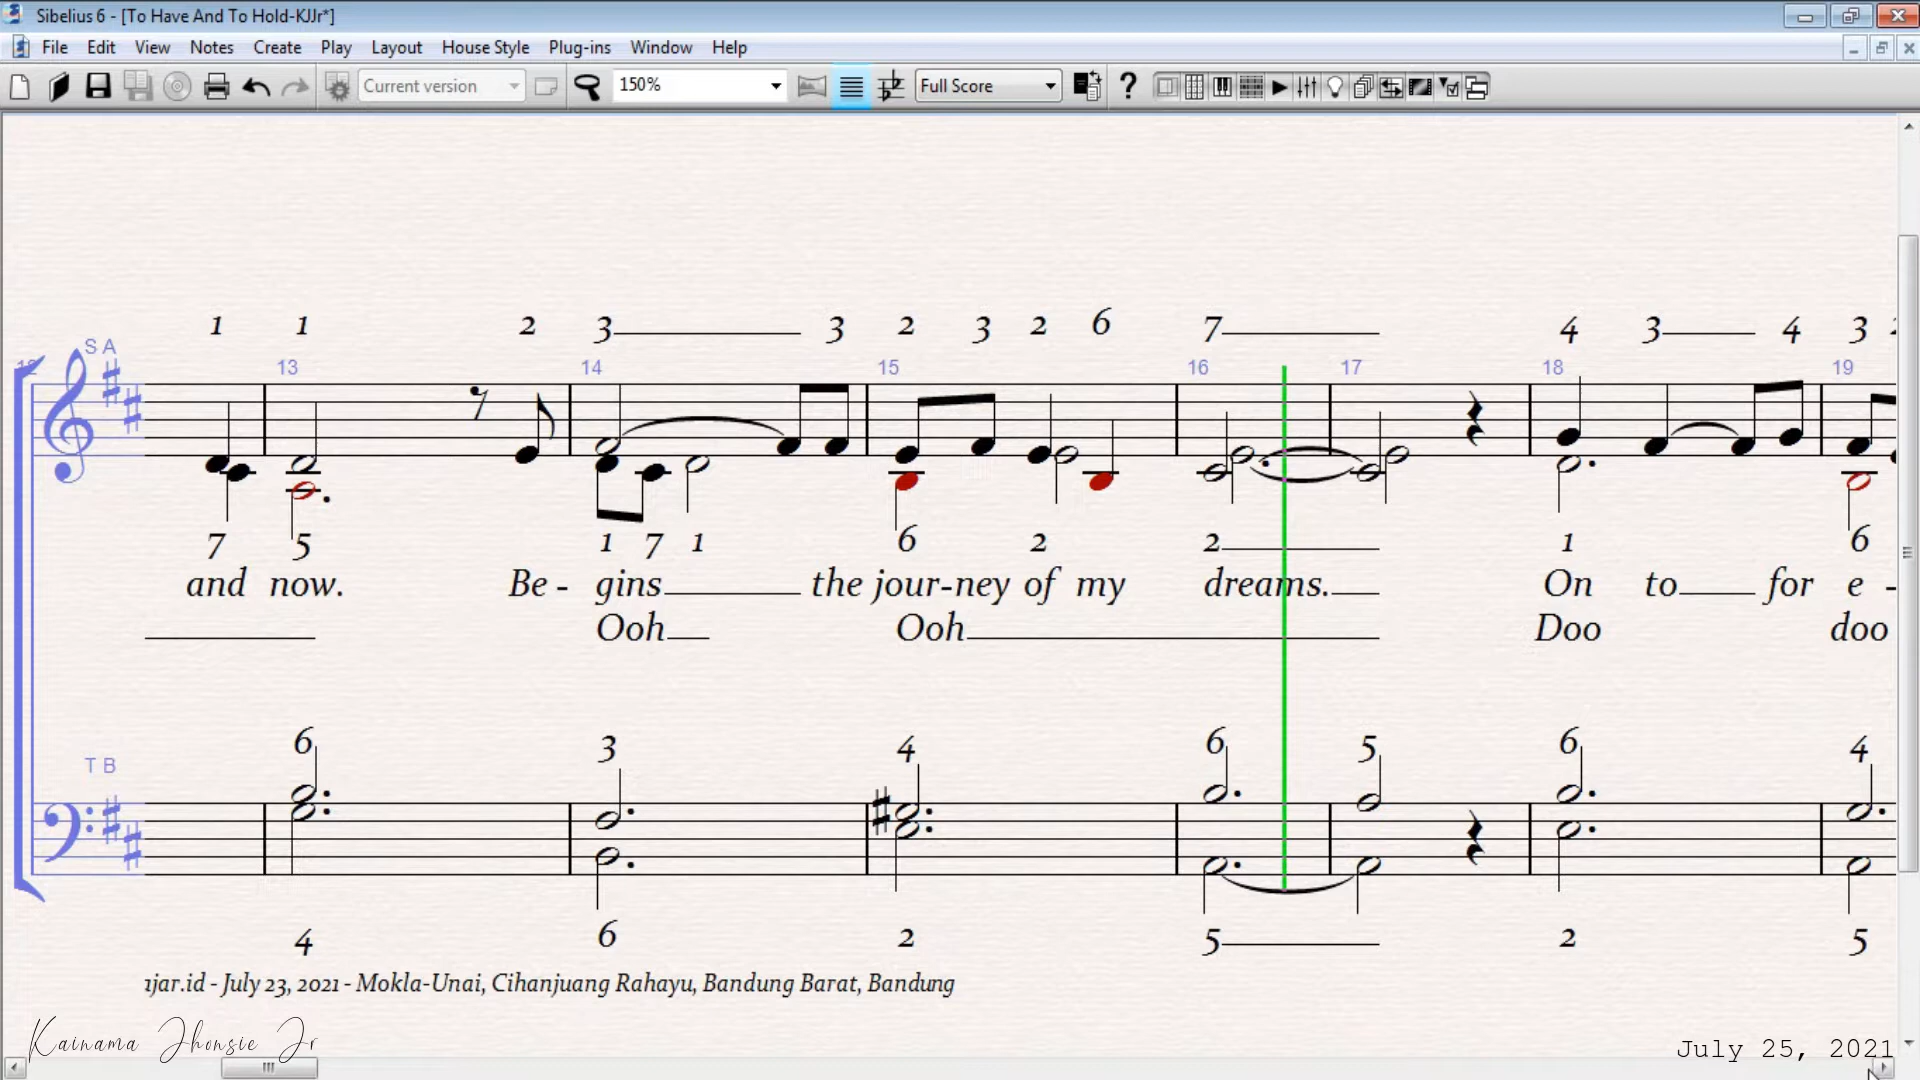 Sibelius 6 - [To Have And To Hold-KJJr*]
File Edit View Notes Create Play Layout House Style Plug-ins Window Help
Current version 150% Full Score
1 1 2 3 3 2 3 2 6 7 4 3 4 3
S A 13 14 15 16 17 18 19
7 5 1 7 1 6 2 2 1 6
and now. Be - gins the jour-ney of my dreams. On to for e -
Ooh Ooh Doo doo
6 3 4 6 5 6 4
T B
4 6 2 5 2 5
njar.id - July 23, 2021 - Mokla-Unai, Cihanjuang Rahayu, Bandung Barat, Bandung
Kainama Jhonsie Jr
July 25, 2021